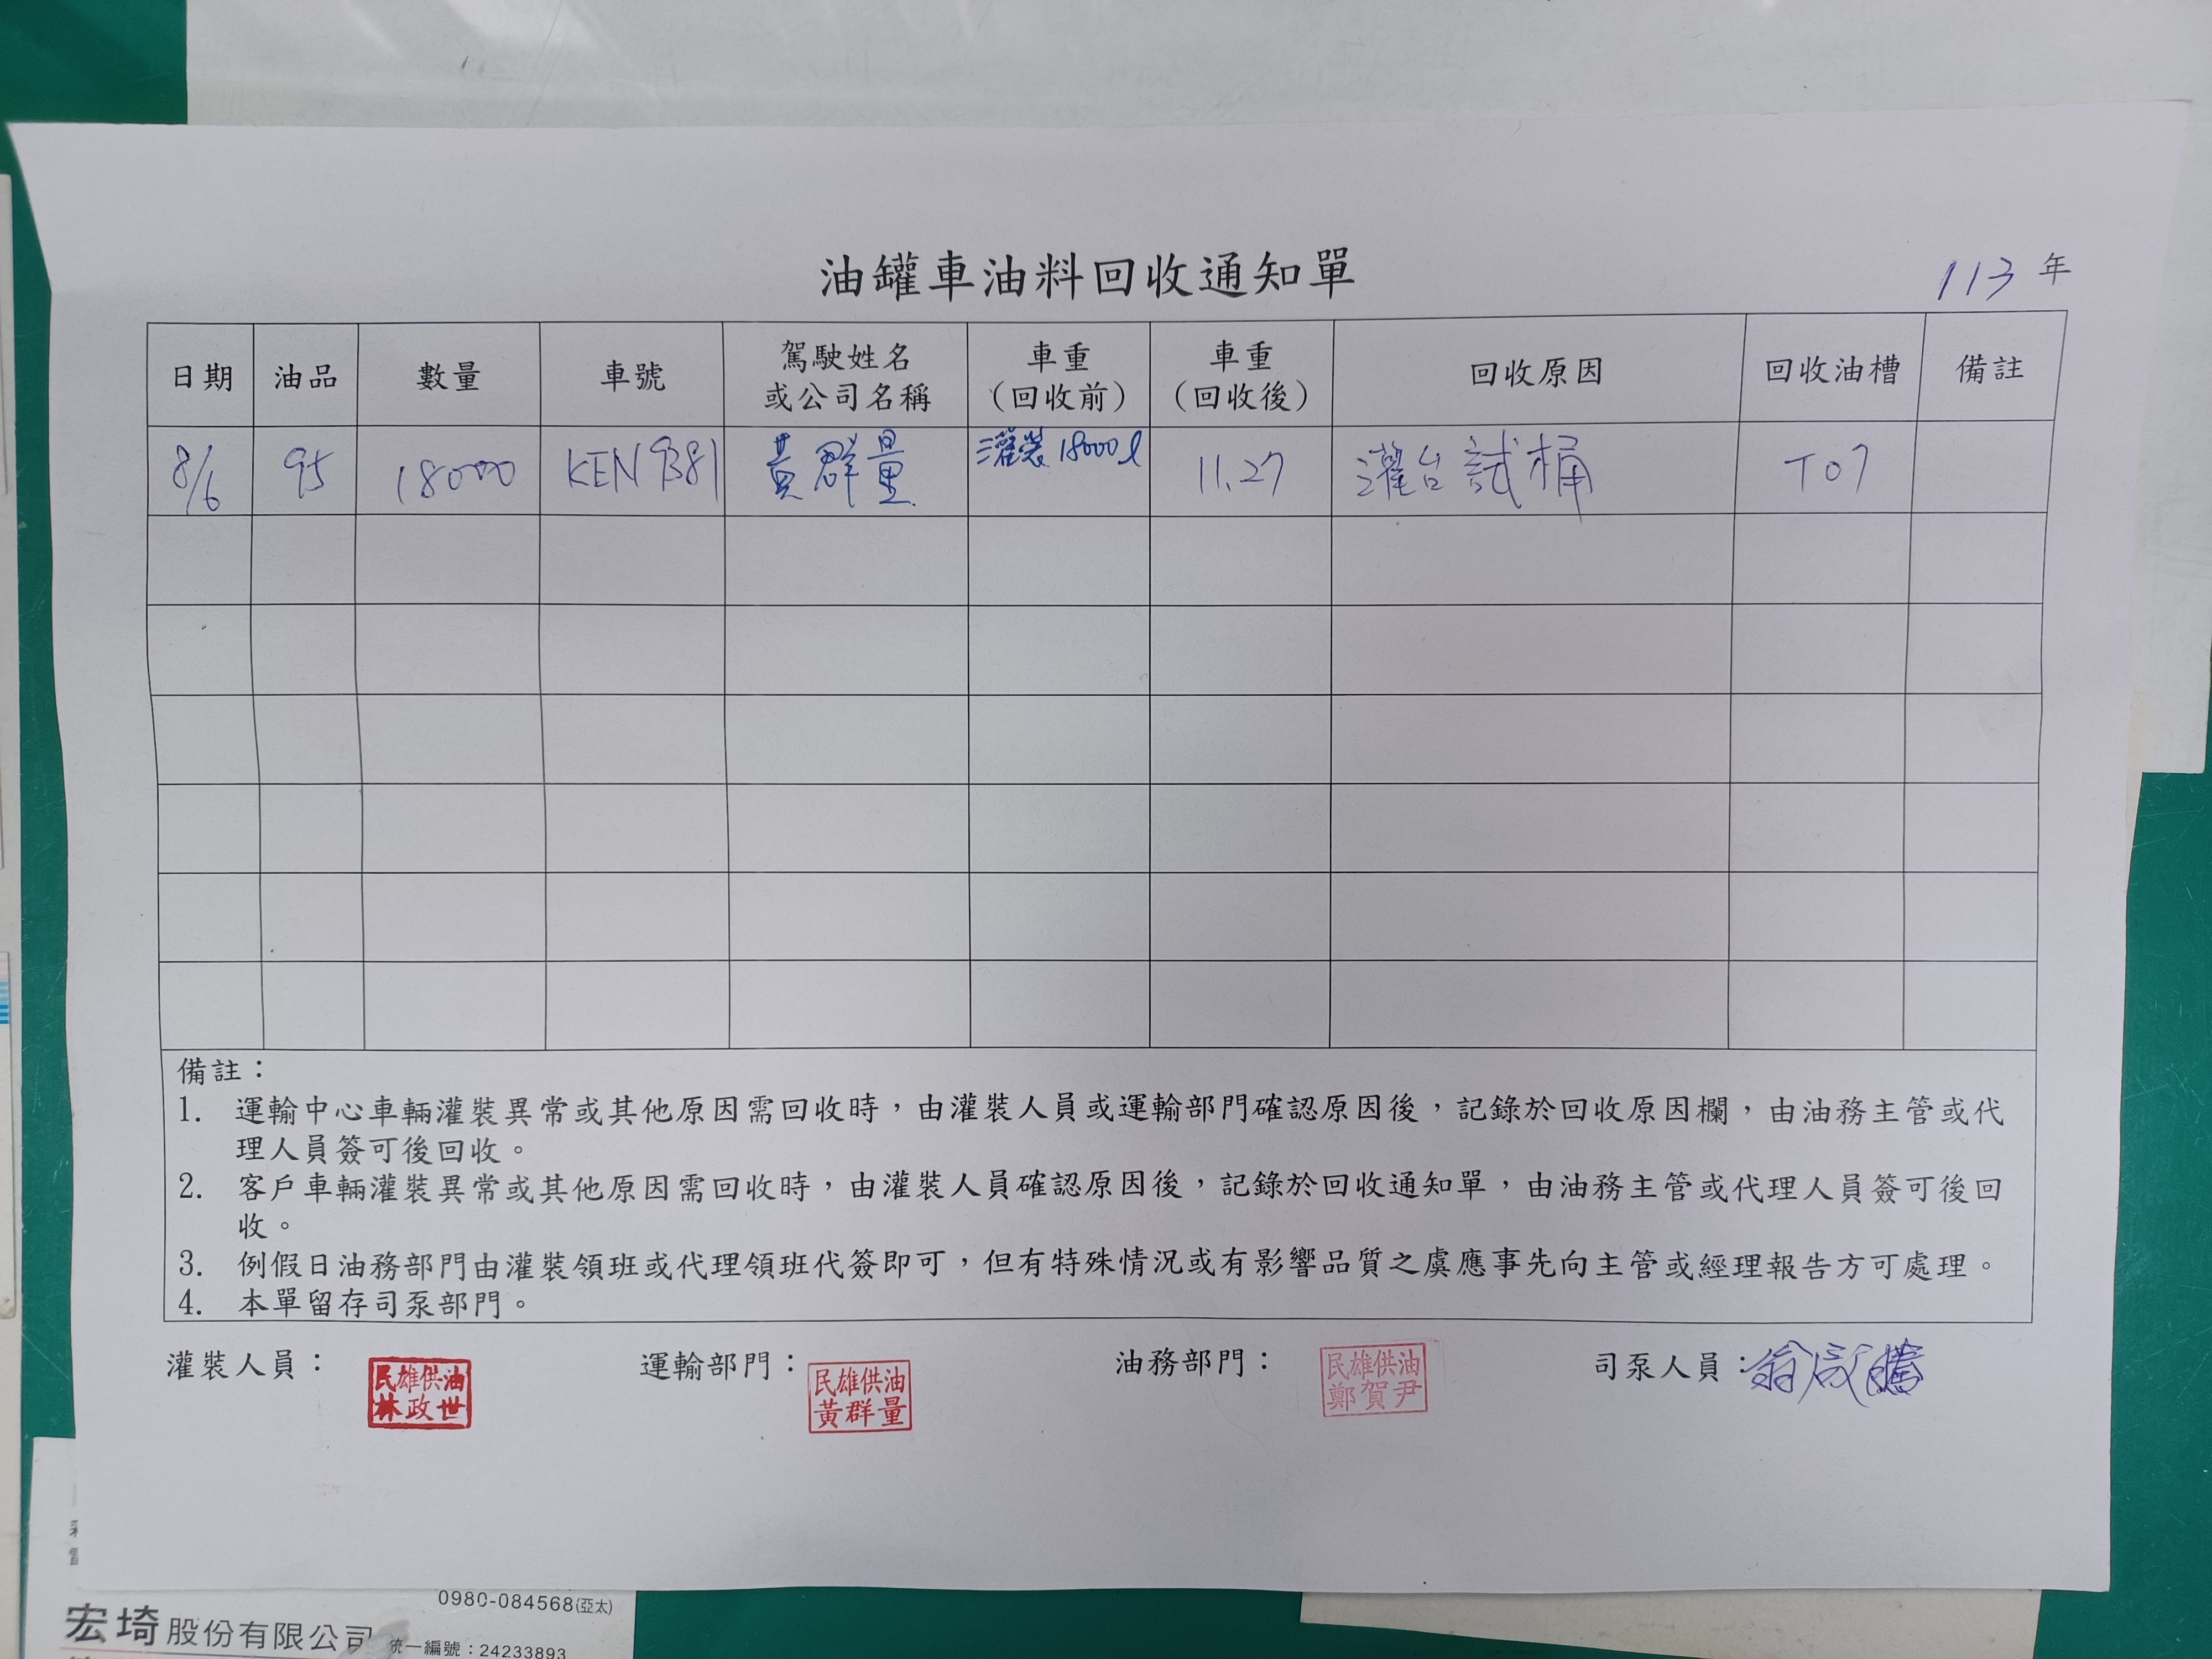 油罐車油料回收通知單
113 年
日期 油品 數量 車號 駕駛姓名或公司名稱 車重(回收前) 車重(回收後) 回收原因 回收油槽 備註
8/6 95 18000 KEN9381 黃群量 灌裝18000l 11.27 灌台試桶 T07
備註：
1. 運輸中心車輛灌裝異常或其他原因需回收時，由灌裝人員或運輸部門確認原因後，記錄於回收原因欄，由油務主管或代
理人員簽可後回收。
2. 客戶車輛灌裝異常或其他原因需回收時，由灌裝人員確認原因後，記錄於回收通知單，由油務主管或代理人員簽可後回
收。
3. 例假日油務部門由灌裝領班或代理領班代簽即可，但有特殊情況或有影響品質之虞應事先向主管或經理報告方可處理。
4. 本單留存司泵部門。
灌裝人員： 運輸部門： 油務部門： 司泵人員：
民雄供油
林政世
民雄供油
黃群量
民雄供油
鄭賀尹
0980-084568(亞太)
宏埼股份有限公司 統一編號：24233893